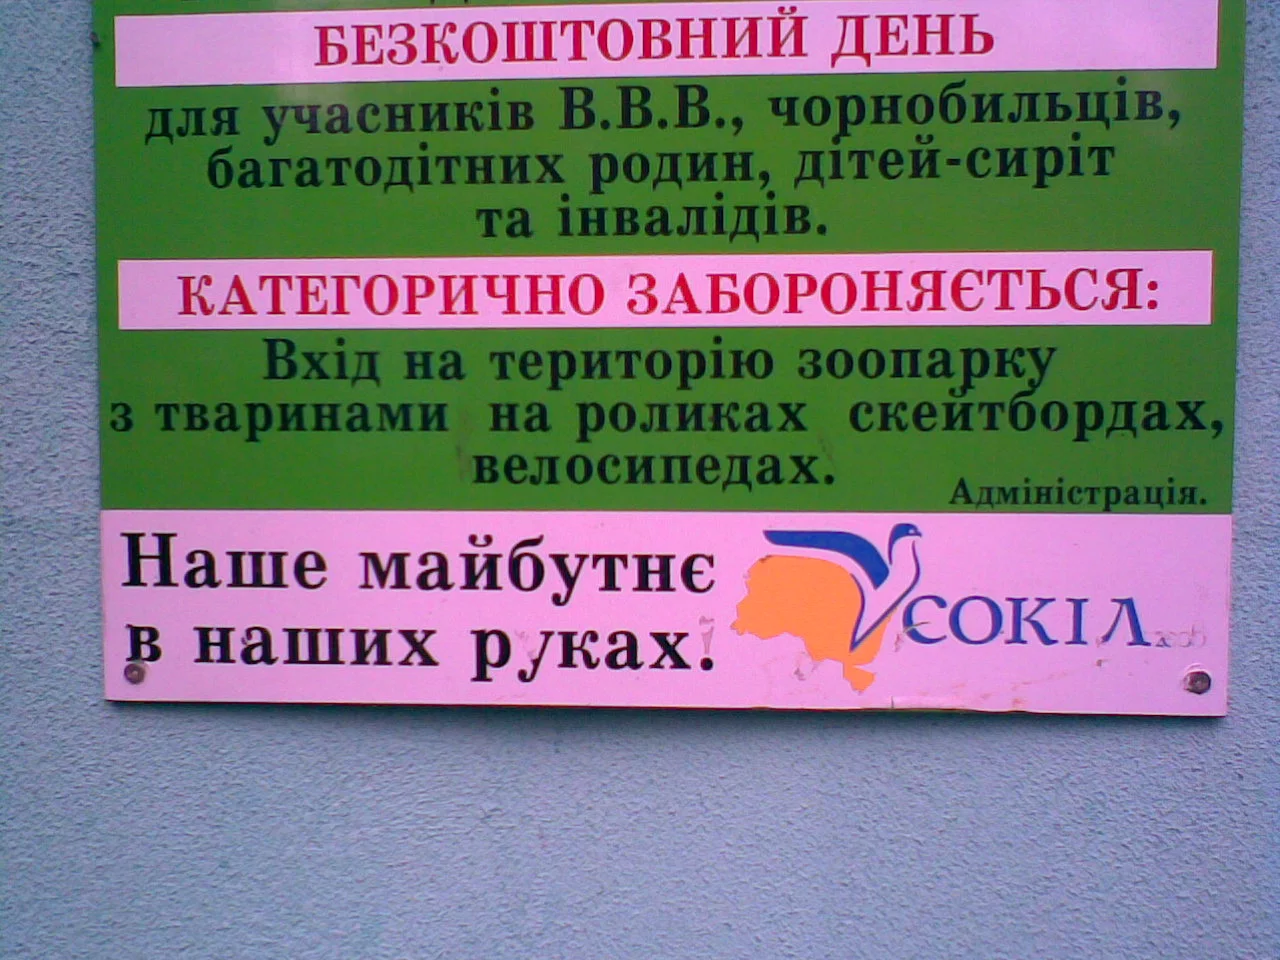 БЕЗКОШТОВНИЙ ДЕНЬ
для учасників В.В.В., чорнобильців,
багатодітних родин, дітей-сиріт
та інвалідів.
КАТЕГОРИЧНО ЗАБОРОНЯЄТЬСЯ:
Вхід на територію зоопарку
з тваринами на роликах скейтбордах,
велосипедах.
Адміністрація.
Наше майбутнє
в наших руках!
СОКІЛ